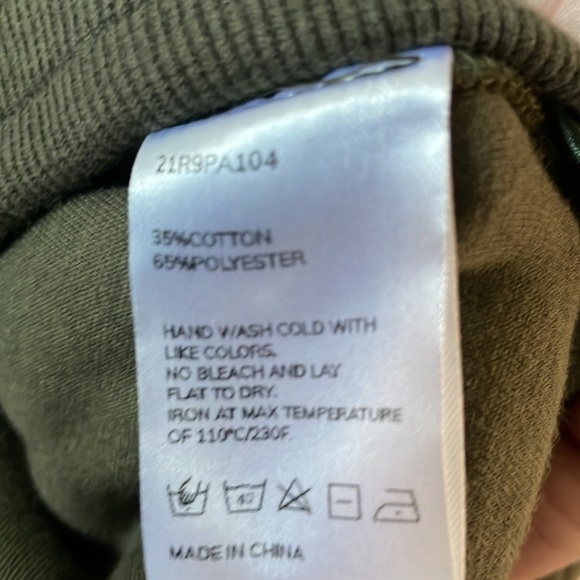 21R9PA104
35%COTTON
65%POLYESTER
HAND WASH COLD WITH
LIKE COLORS.
NO BLEACH AND LAY
FLAT TO DRY.
IRON AT MAX TEMPERATURE
OF 110°C/230F.
40
MADE IN CHINA